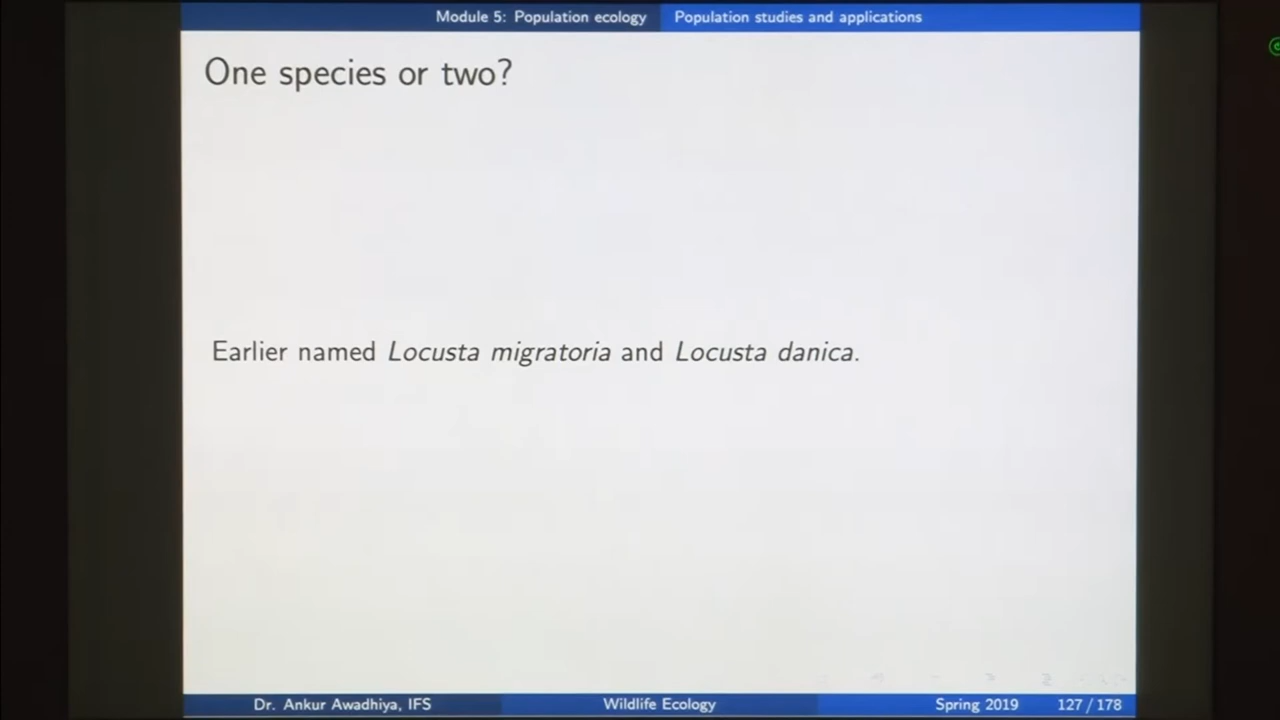 Module 5: Population ecology Population studies and applications
One species or two?
Earlier named Locusta migratoria and Locusta danica.
Dr. Ankur Awadhiya, IFS Wildlife Ecology Spring 2019 127 / 178